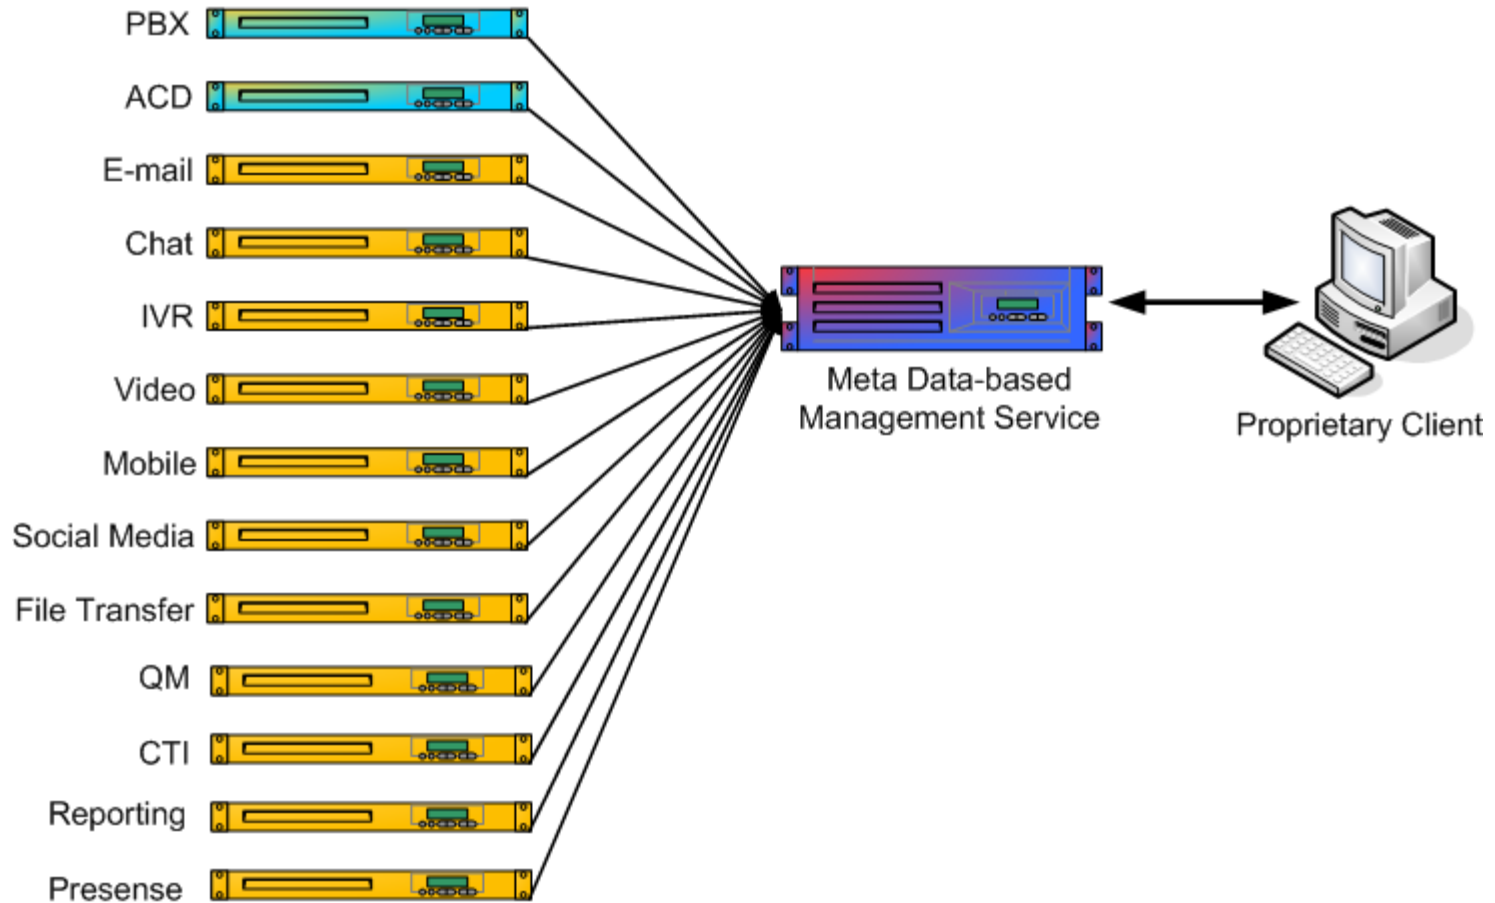 PBX
ACD
E-mail
Chat
IVR
Video
Mobile
Social Media
File Transfer
QM
CTI
Reporting
Presense
Meta Data-based
Management Service
Proprietary Client